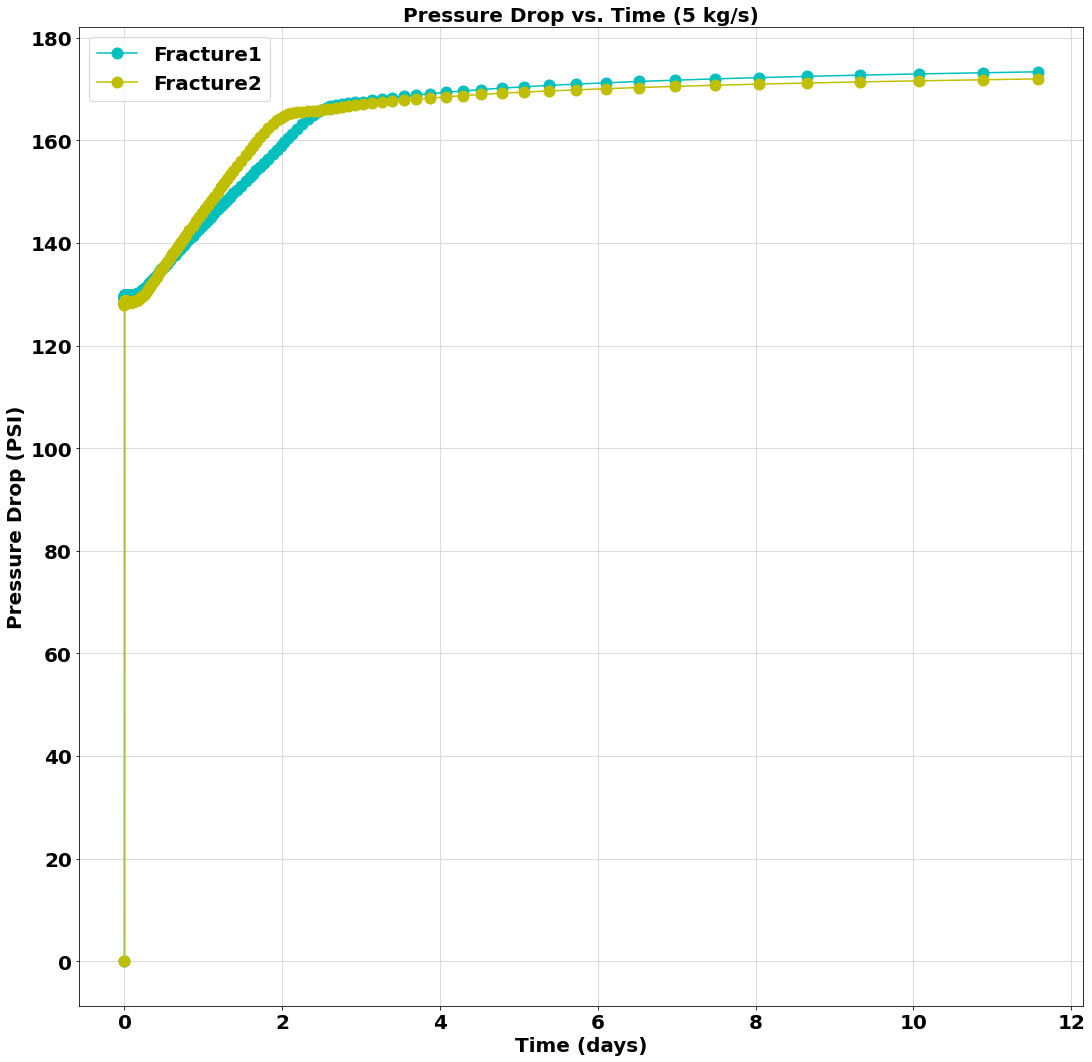 Pressure Drop vs. Time (5 kg/s)
Fracture1
Fracture2
Pressure Drop (PSI)
180
160
140
120
100
80
60
40
20
0
0 2 4 6 8 10 12
Time (days)